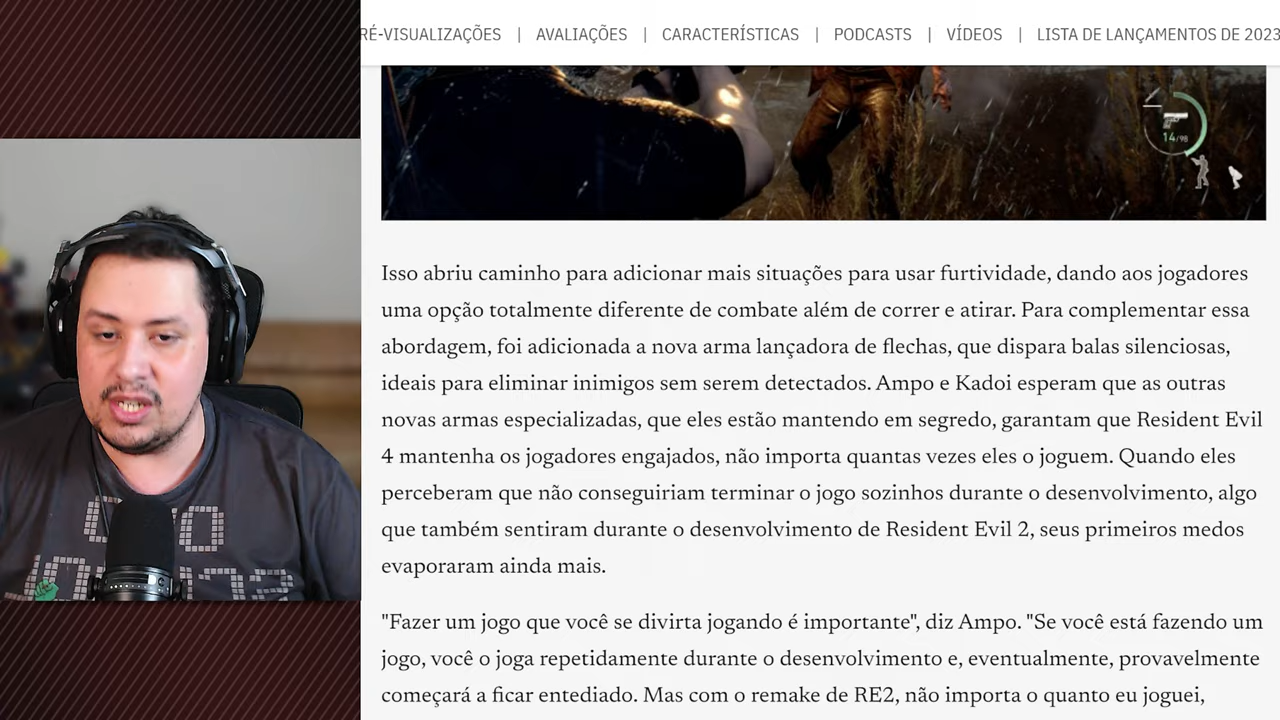 RÉ-VISUALIZAÇÕES | AVALIAÇÕES | CARACTERÍSTICAS | PODCASTS | VÍDEOS | LISTA DE LANÇAMENTOS DE 2023
14/98
Isso abriu caminho para adicionar mais situações para usar furtividade, dando aos jogadores
uma opção totalmente diferente de combate além de correr e atirar. Para complementar essa
abordagem, foi adicionada a nova arma lançadora de flechas, que dispara balas silenciosas,
ideais para eliminar inimigos sem serem detectados. Ampo e Kadoi esperam que as outras
novas armas especializadas, que eles estão mantendo em segredo, garantam que Resident Evil
4 mantenha os jogadores engajados, não importa quantas vezes eles o joguem. Quando eles
perceberam que não conseguiriam terminar o jogo sozinhos durante o desenvolvimento, algo
que também sentiram durante o desenvolvimento de Resident Evil 2, seus primeiros medos
evaporaram ainda mais.
"Fazer um jogo que você se divirta jogando é importante", diz Ampo. "Se você está fazendo um
jogo, você o joga repetidamente durante o desenvolvimento e, eventualmente, provavelmente
começará a ficar entediado. Mas com o remake de RE2, não importa o quanto eu joguei,